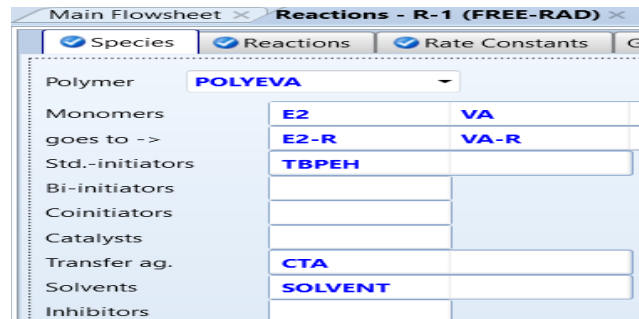 Main Flowsheet × Reactions - R-1 (FREE-RAD) ×
Species Reactions Rate Constants G
Polymer POLYEVA
Monomers E2 VA
goes to -> E2-R VA-R
Std.-initiators TBPEH
Bi-initiators
Coinitiators
Catalysts
Transfer ag. CTA
Solvents SOLVENT
Inhibitors